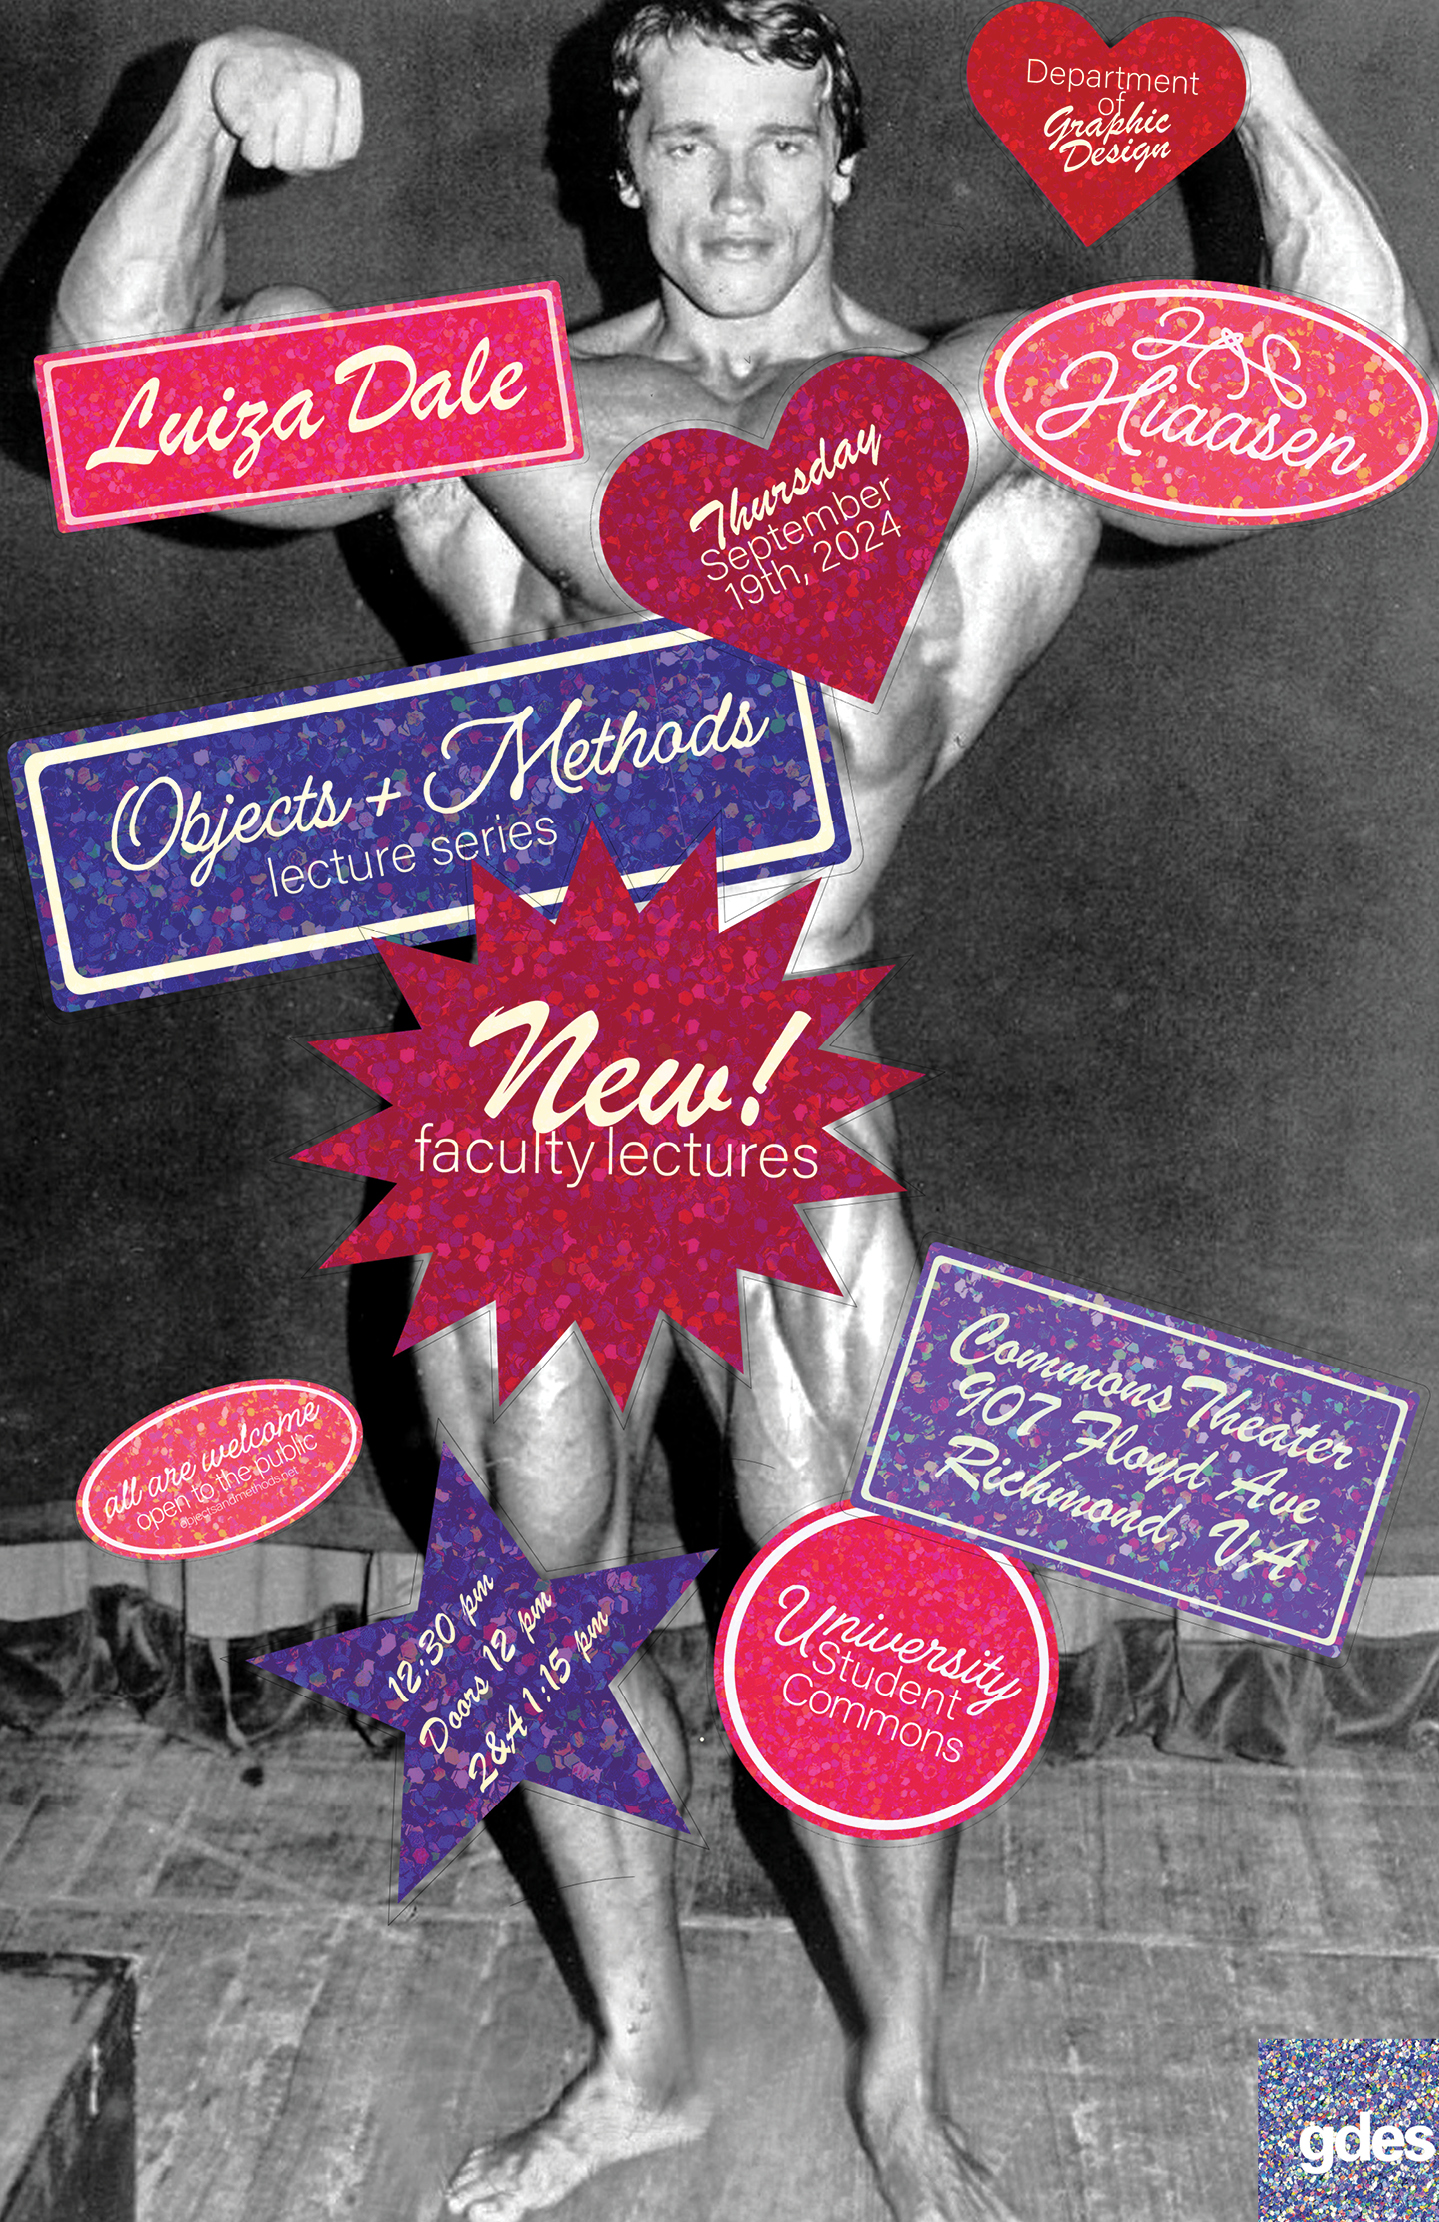 Department
of
Graphic
Design
Luiza Dale
Hiaasen
Thursday
September
19th, 2024
Objects + Methods
lecture series
New!
faculty lectures
Commons Theater
907 Floyd Ave
Richmond, VA
all are welcome
open to the public
objectsandmethods.net
12:30 pm
Doors 12 pm
Q&A 1:15 pm
University
Student
Commons
gdes